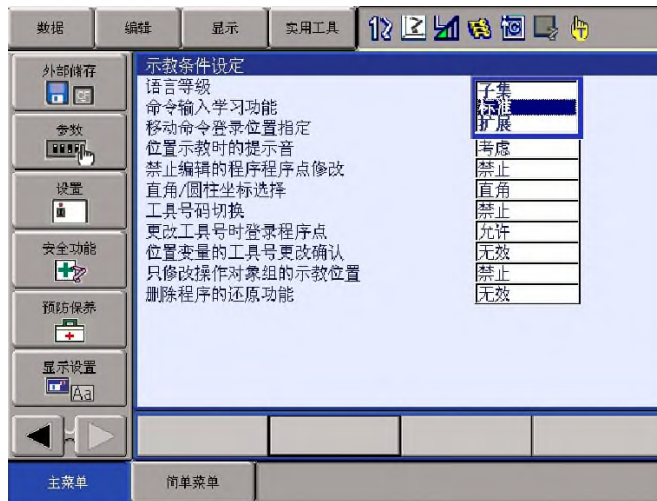 数据
编辑
显示
实用工具
外部储存
参数
设置
安全功能
预防保养
显示设置
示教条件设定
语言等级
子集
命令输入学习功能
标准
移动命令登录位置指定
扩展
位置示教时的提示音
考虑
禁止编辑的程序程序点修改
禁止
直角/圆柱坐标选择
直角
工具号码切换
禁止
更改工具号时登录程序点
允许
位置变量的工具号更改确认
无效
只修改操作对象组的示教位置
禁止
删除程序的还原功能
无效
主菜单
简单菜单